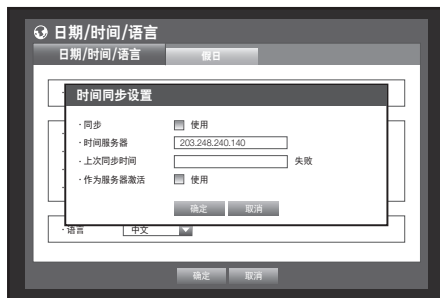 日期/时间/语言
日期/时间/语言 假日
时间同步设置
·同步 使用
·时间服务器 203.248.240.140
·上次同步时间 失败
·作为服务器激活 使用
确定 取消
·语言 中文
确定 取消